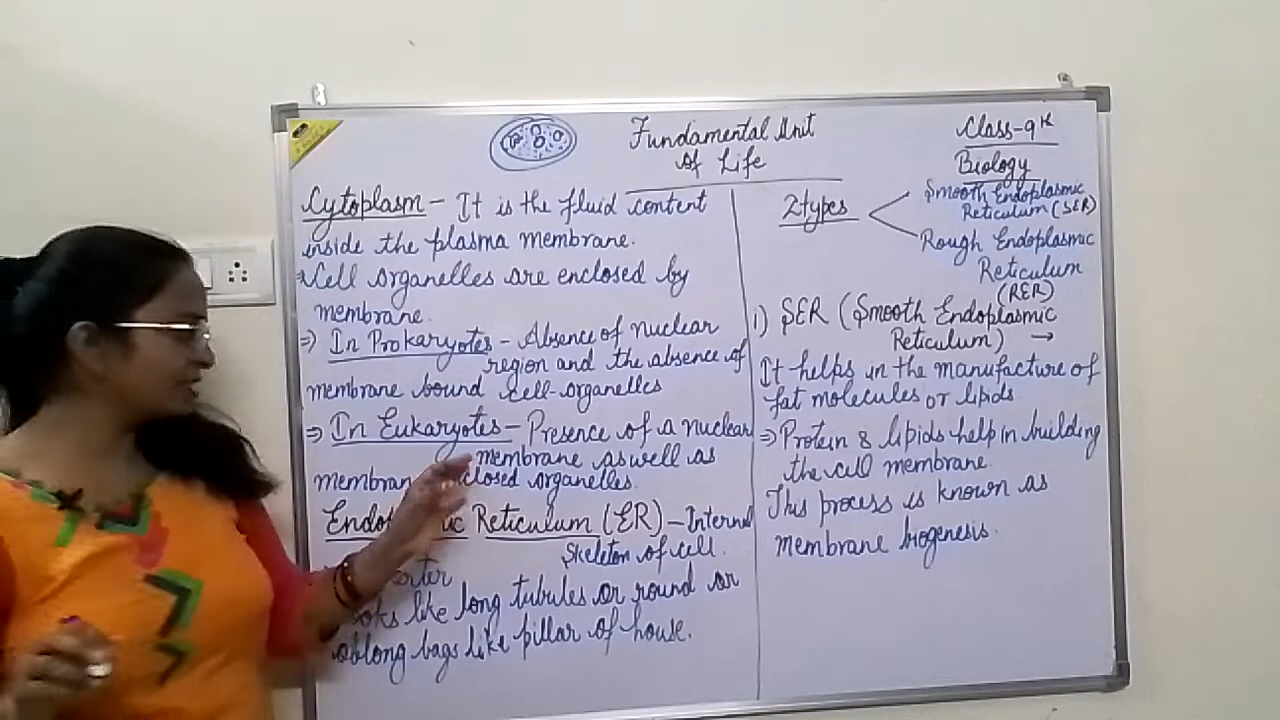 Fundamental Unit
of Life
Class-9th
Biology
Cytoplasm - It is the fluid content
inside the plasma membrane.
Cell organelles are enclosed by
membrane.
⇒ In Prokaryotes - Absence of nuclear
region and the absence of
membrane bound cell-organelles
⇒ In Eukaryotes - Presence of a nuclear
membrane aswell as
organelles.
Reticulum (ER) - Internal
Skeleton of cell.
like long tubules or round or
oblong bags like pillar of house.
2types
Smooth Endoplasmic
Reticulum (SER)
Rough Endoplasmic
Reticulum
(RER)
1) SER (Smooth Endoplasmic
Reticulum) →
It helps in the manufacture of
fat molecules or lipids.
⇒ Protein & lipids help in building
the cell membrane.
This process is known as
membrane biogenesis.